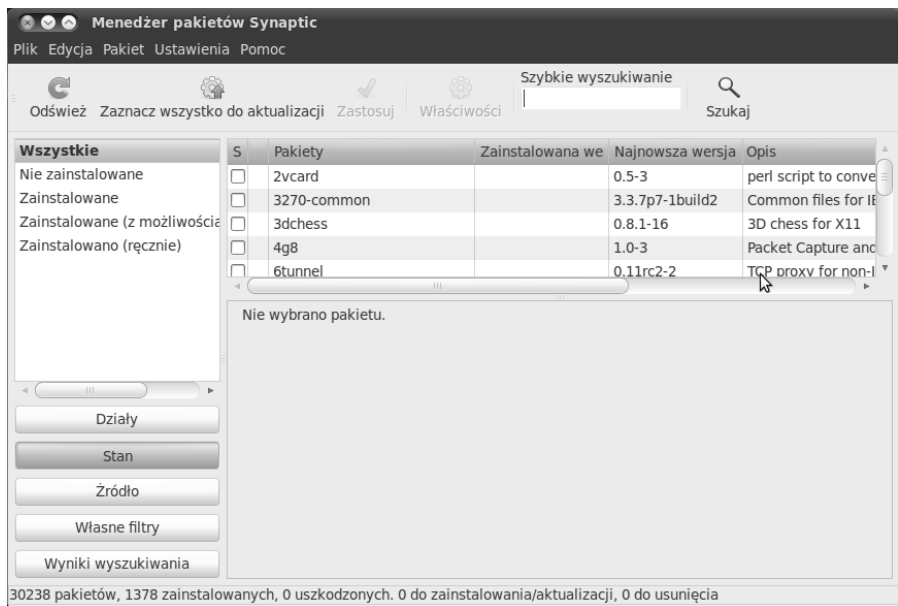 Menedżer pakietów Synaptic
Plik Edycja Pakiet Ustawienia Pomoc
Odśwież Zaznacz wszystko do aktualizacji Zastosuj Właściwości Szybkie wyszukiwanie Szukaj
Wszystkie
Nie zainstalowane
Zainstalowane
Zainstalowane (z możliwością
Zainstalowano (ręcznie)
S Pakiety Zainstalowana we Najnowsza wersja Opis
2vcard 0.5-3 perl script to conve
3270-common 3.3.7p7-1build2 Common files for IE
3dchess 0.8.1-16 3D chess for X11
4g8 1.0-3 Packet Capture and
6tunnel 0.11rc2-2 TCP proxy for non-I
Nie wybrano pakietu.
Działy
Stan
Źródło
Własne filtry
Wyniki wyszukiwania
30238 pakietów, 1378 zainstalowanych, 0 uszkodzonych. 0 do zainstalowania/aktualizacji, 0 do usunięcia